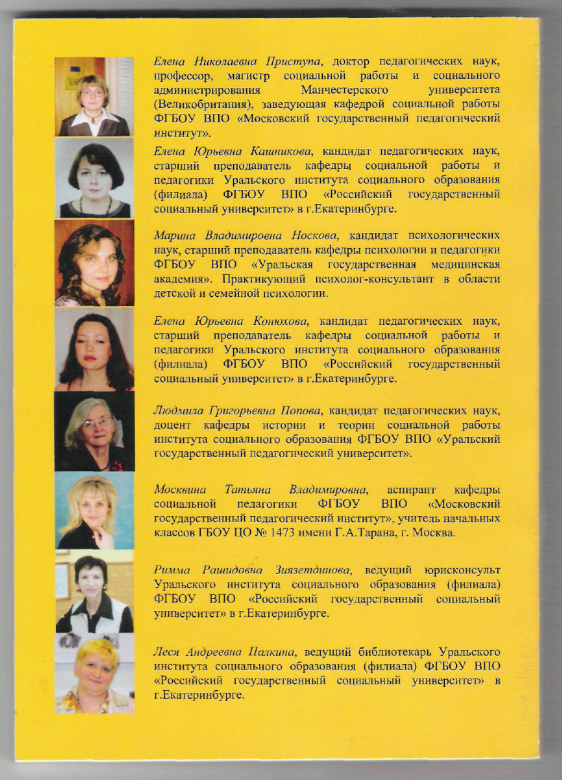 Елена Николаевна Приступа, доктор педагогических наук,
профессор, магистр социальной работы и социального
администрирования Манчестерского университета
(Великобритания), заведующая кафедрой социальной работы
ФГБОУ ВПО «Московский государственный педагогический
институт».
Елена Юрьевна Кашникова, кандидат педагогических наук,
старший преподаватель кафедры социальной работы и
педагогики Уральского института социального образования
(филиала) ФГБОУ ВПО «Российский государственный
социальный университет» в г.Екатеринбурге.
Марина Владимировна Носкова, кандидат психологических
наук, старший преподаватель кафедры психологии и педагогики
ФГБОУ ВПО «Уральская государственная медицинская
академия». Практикующий психолог-консультант в области
детской и семейной психологии.
Елена Юрьевна Конюхова, кандидат педагогических наук,
старший преподаватель кафедры социальной работы и
педагогики Уральского института социального образования
(филиала) ФГБОУ ВПО «Российский государственный
социальный университет» в г.Екатеринбурге.
Людмила Григорьевна Попова, кандидат педагогических наук,
доцент кафедры истории и теории социальной работы
института социального образования ФГБОУ ВПО «Уральский
государственный педагогический университет».
Москвина Татьяна Владимировна, аспирант кафедры
социальной педагогики ФГБОУ ВПО «Московский
государственный педагогический институт», учитель начальных
классов ГБОУ ЦО № 1473 имени Г.А.Тарана, г. Москва.
Римма Рашидовна Зиязетдинова, ведущий юрисконсульт
Уральского института социального образования (филиала)
ФГБОУ ВПО «Российский государственный социальный
университет» в г.Екатеринбурге.
Леся Андреевна Палкина, ведущий библиотекарь Уральского
института социального образования (филиала) ФГБОУ ВПО
«Российский государственный социальный университет» в
г.Екатеринбурге.